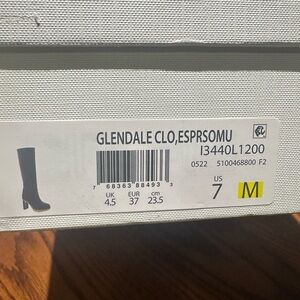 GLENDALE CLO,ESPRSOMU
I3440L1200
0522 5100468800 F2
7 68363 88493 3
UK EUR cm
4.5 37 23.5
US
7 M